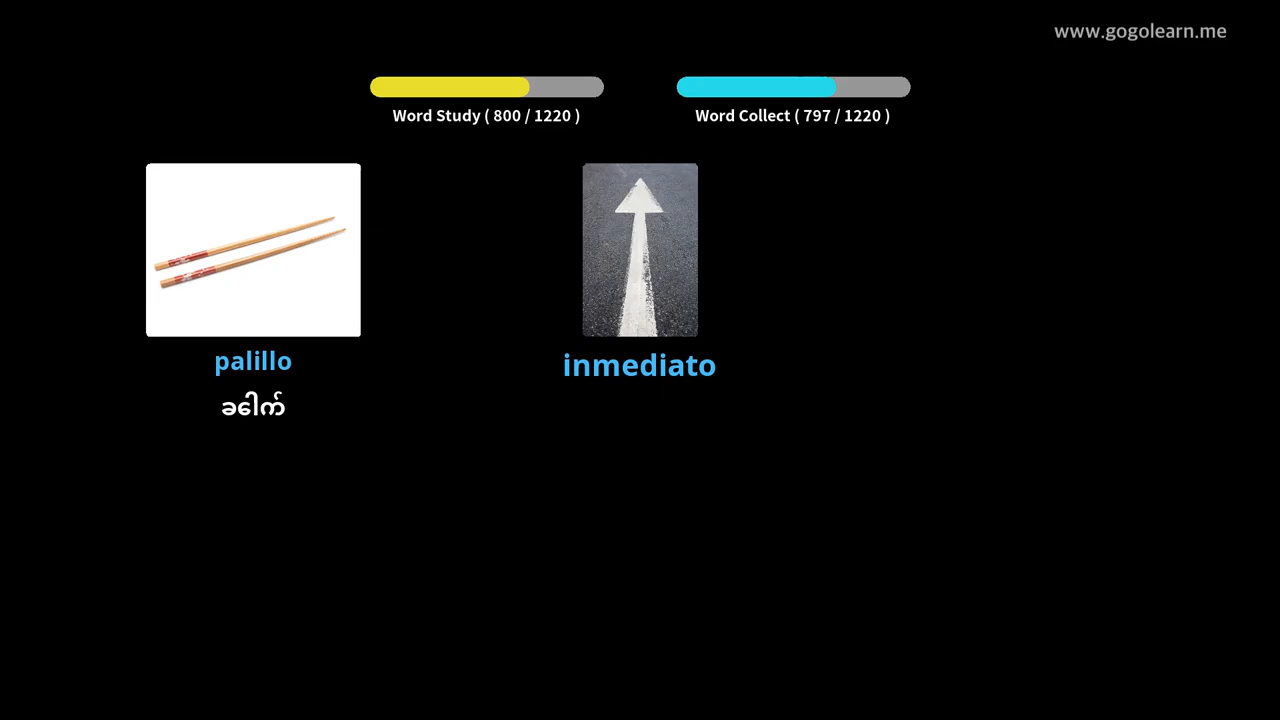 www.gogolearn.me
Word Study ( 800 / 1220 )
Word Collect ( 797 / 1220 )
palillo
ခေါက်
inmediato